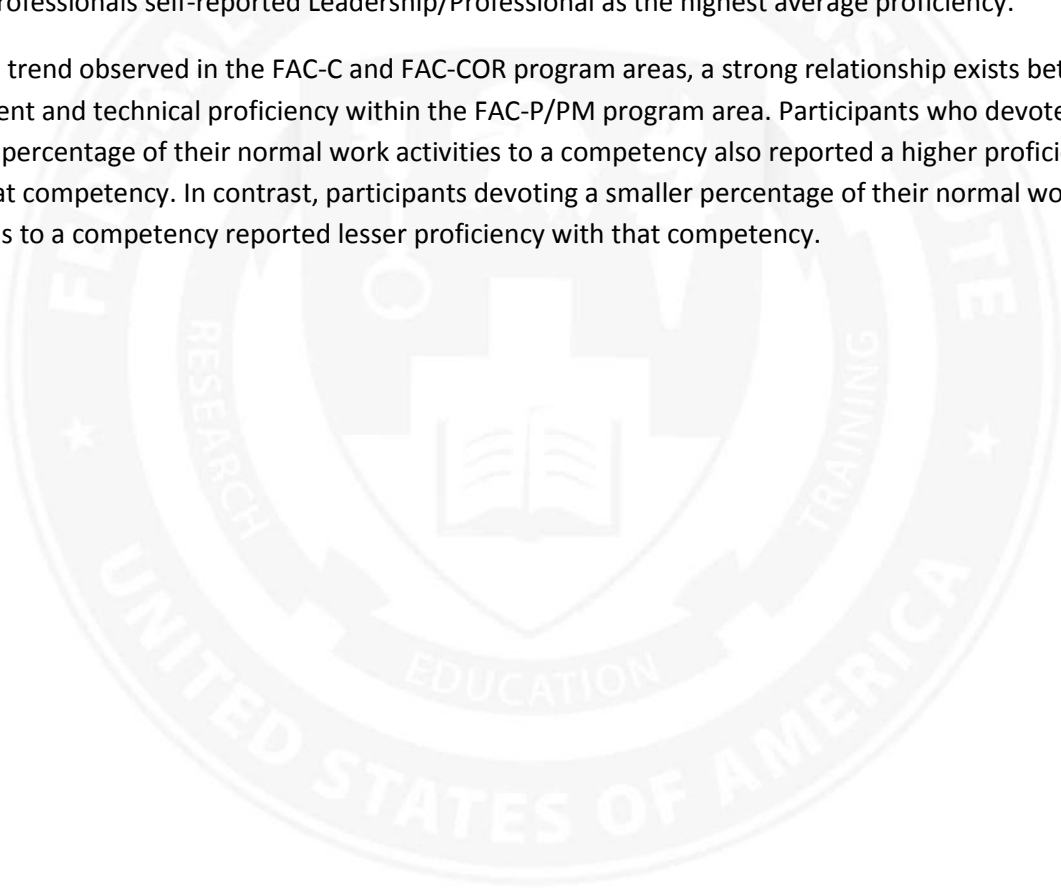 rofessionals self-reported Leadership/Professional as the highest average proficiency.
trend observed in the FAC-C and FAC-COR program areas, a strong relationship exists bet
ent and technical proficiency within the FAC-P/PM program area. Participants who devote
percentage of their normal work activities to a competency also reported a higher profici
at competency. In contrast, participants devoting a smaller percentage of their normal wo
s to a competency reported lesser proficiency with that competency.
RESEARCH
TRAINING
EDUCATION
UNITED STATES OF AMERICA